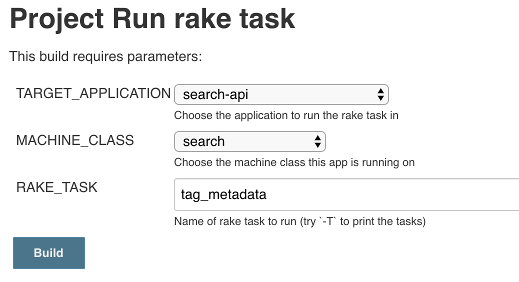 Project Run rake task
This build requires parameters:
TARGET_APPLICATION search-api
Choose the application to run the rake task in
MACHINE_CLASS search
Choose the machine class this app is running on
RAKE_TASK tag_metadata
Name of rake task to run (try `-T` to print the tasks)
Build